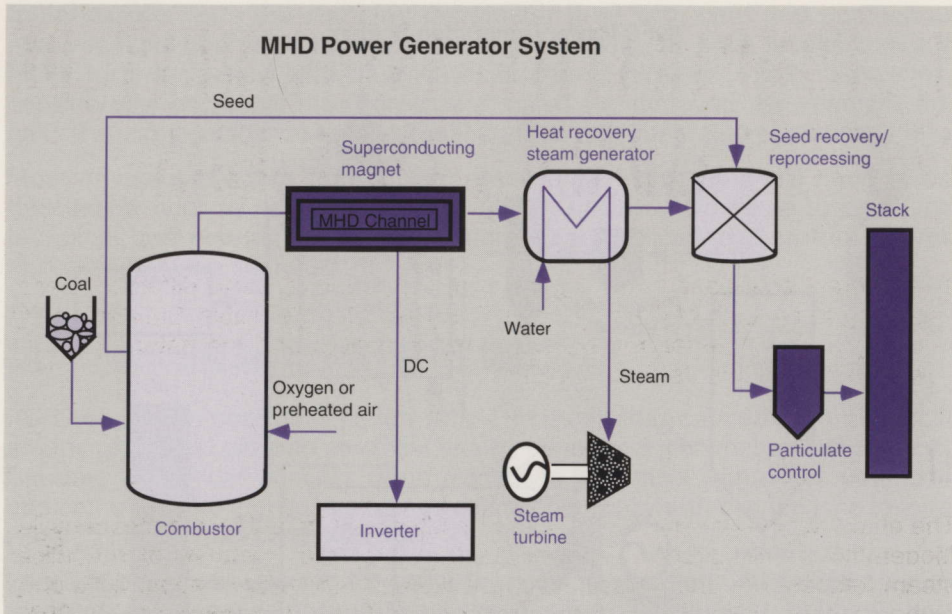 MHD Power Generator System
Seed
Superconducting
magnet
Heat recovery
steam generator
Seed recovery/
reprocessing
Stack
MHD Channel
Coal
Water
DC
Steam
Oxygen or
preheated air
Particulate
control
Combustor
Inverter
Steam
turbine